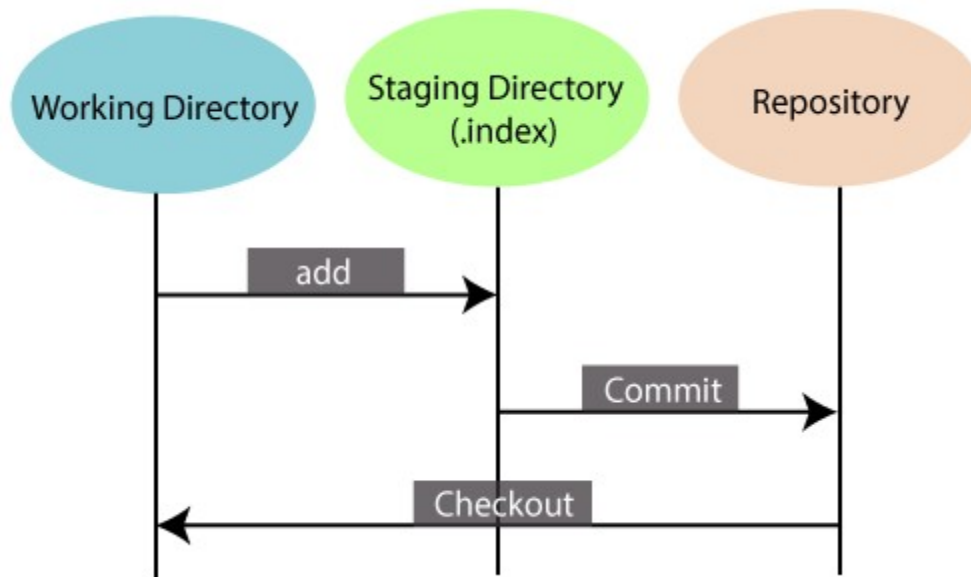 Working Directory
Staging Directory
(.index)
Repository
add
Commit
Checkout